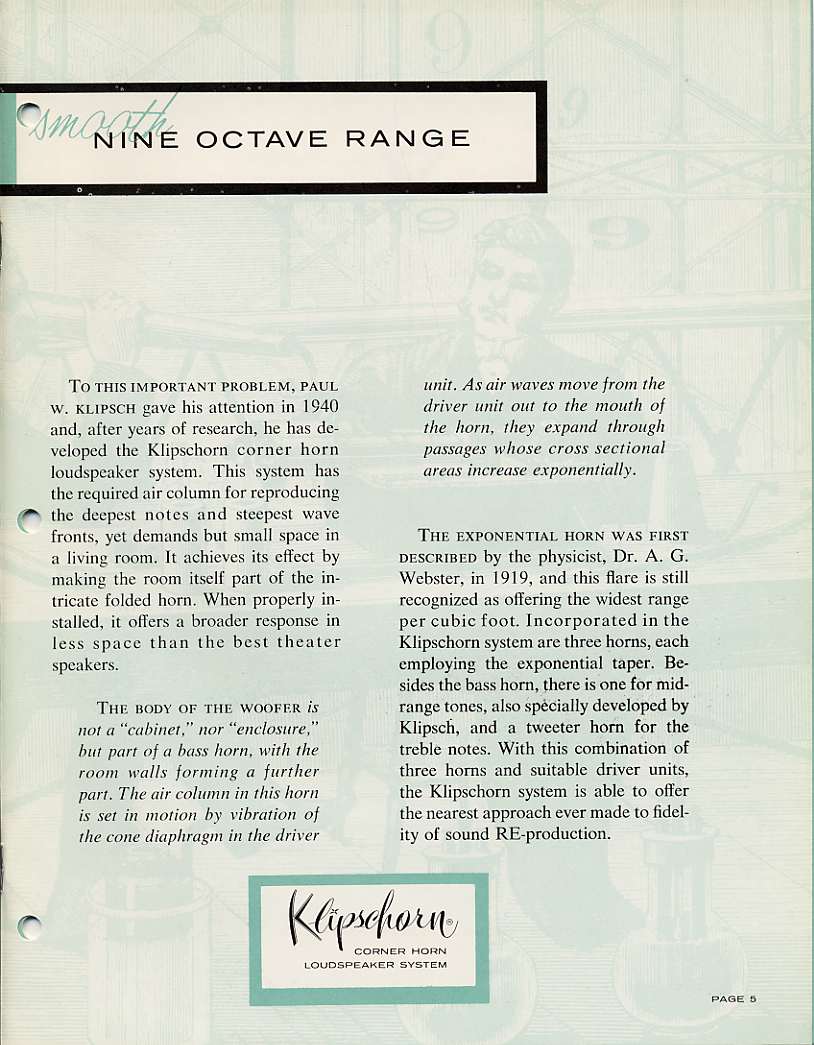 smooth
NINE OCTAVE RANGE
TO THIS IMPORTANT PROBLEM, PAUL
W. KLIPSCH gave his attention in 1940
and, after years of research, he has de-
veloped the Klipschorn corner horn
loudspeaker system. This system has
the required air column for reproducing
the deepest notes and steepest wave
fronts, yet demands but small space in
a living room. It achieves its effect by
making the room itself part of the in-
tricate folded horn. When properly in-
stalled, it offers a broader response in
less space than the best theater
speakers.
THE BODY OF THE WOOFER is
not a "cabinet," nor "enclosure,"
but part of a bass horn, with the
room walls forming a further
part. The air column in this horn
is set in motion by vibration of
the cone diaphragm in the driver
unit. As air waves move from the
driver unit out to the mouth of
the horn, they expand through
passages whose cross sectional
areas increase exponentially.
THE EXPONENTIAL HORN WAS FIRST
DESCRIBED by the physicist, Dr. A. G.
Webster, in 1919, and this flare is still
recognized as offering the widest range
per cubic foot. Incorporated in the
Klipschorn system are three horns, each
employing the exponential taper. Be-
sides the bass horn, there is one for mid-
range tones, also specially developed by
Klipsch, and a tweeter horn for the
treble notes. With this combination of
three horns and suitable driver units,
the Klipschorn system is able to offer
the nearest approach ever made to fidel-
ity of sound RE-production.
Klipschorn®
CORNER HORN
LOUDSPEAKER SYSTEM
PAGE 5
9
9
9
9